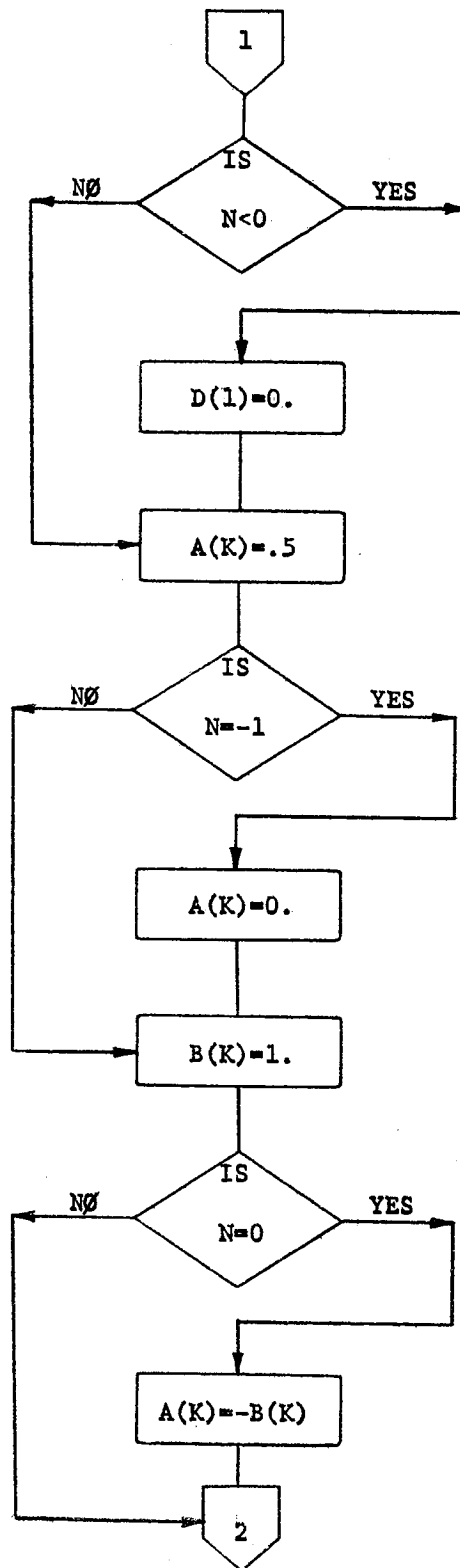 1
IS
NØ YES
N<0
D(1)=0.
A(K)=.5
IS
NØ YES
N=-1
A(K)=0.
B(K)=1.
IS
NØ YES
N=0
A(K)=-B(K)
2